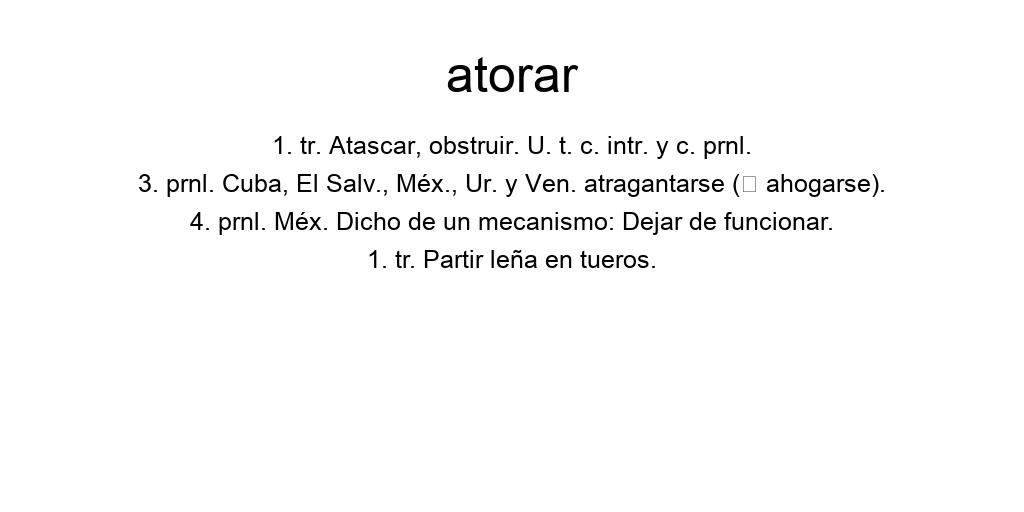 atorar
1. tr. Atascar, obstruir. U. t. c. intr. y c. prnl.
3. prnl. Cuba, El Salv., Méx., Ur. y Ven. atragantarse (□ ahogarse).
4. prnl. Méx. Dicho de un mecanismo: Dejar de funcionar.
1. tr. Partir leña en tueros.